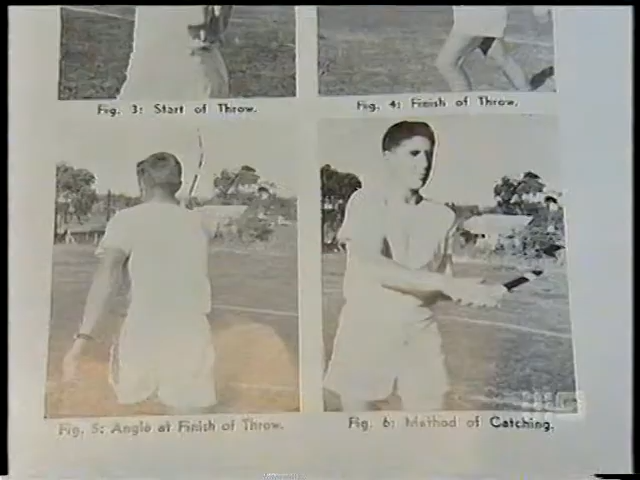 Fig. 3: Start of Throw.
Fig. 4: Finish of Throw.
Fig. 5: Angle at Finish of Throw.
Fig. 6: Method of Catching.